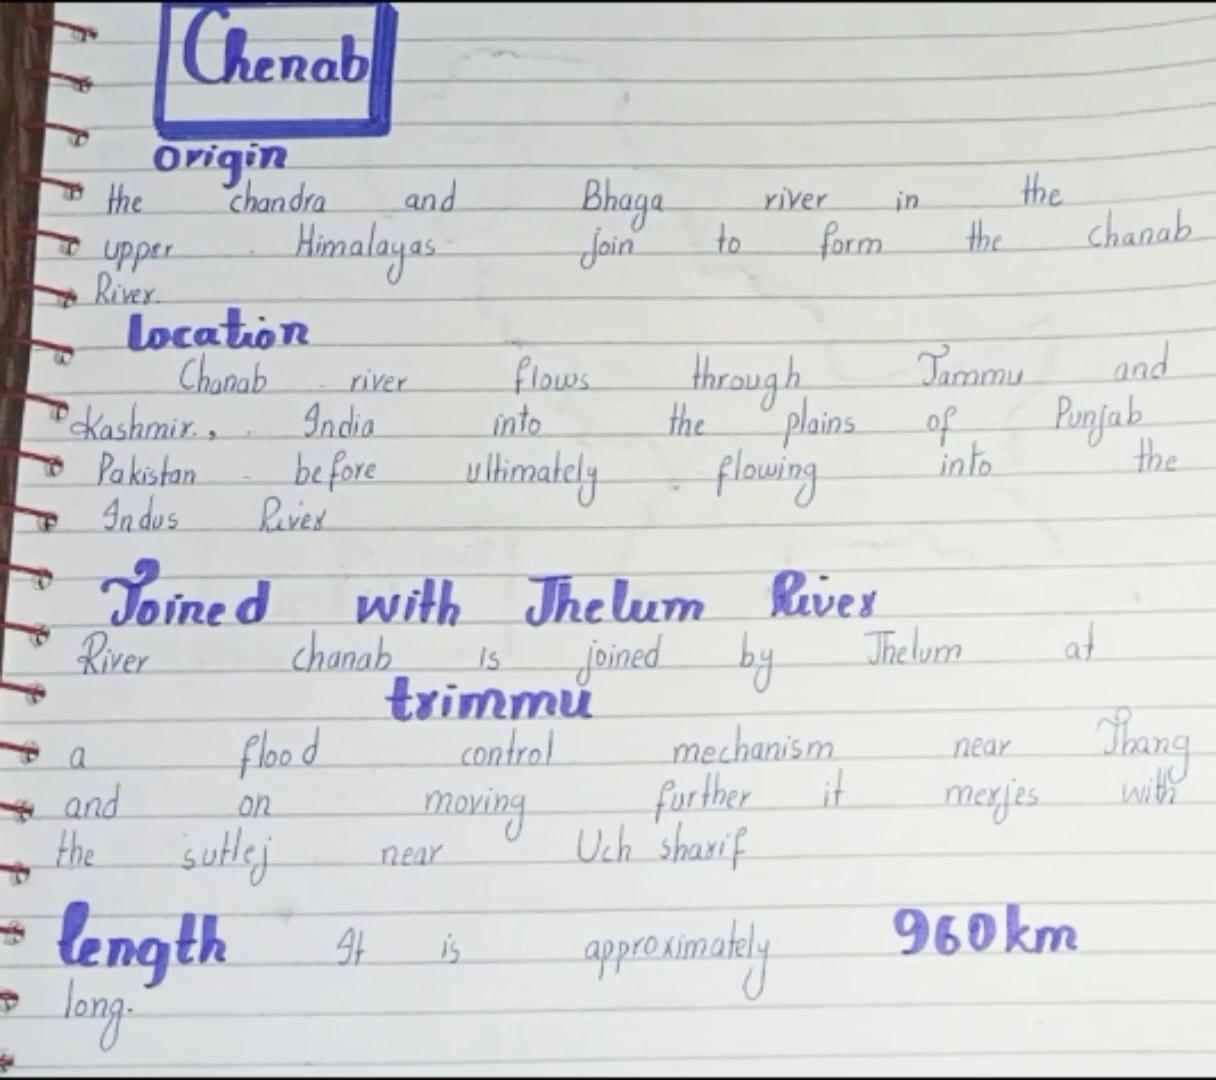 Chenab
origin
the chandra and Bhaga river in the
upper Himalayas join to form the chanab
River.
location
Chanab river flows through Jammu and
Kashmir, India into the plains of Punjab
Pakistan before ultimately flowing into the
Indus River
Joined with Jhelum River
River chanab is joined by Jhelum at
trimmu
a flood control mechanism near Jhang
and on moving further it merjes with
the sutlej near Uch sharif
length It is approximately 960km
long.